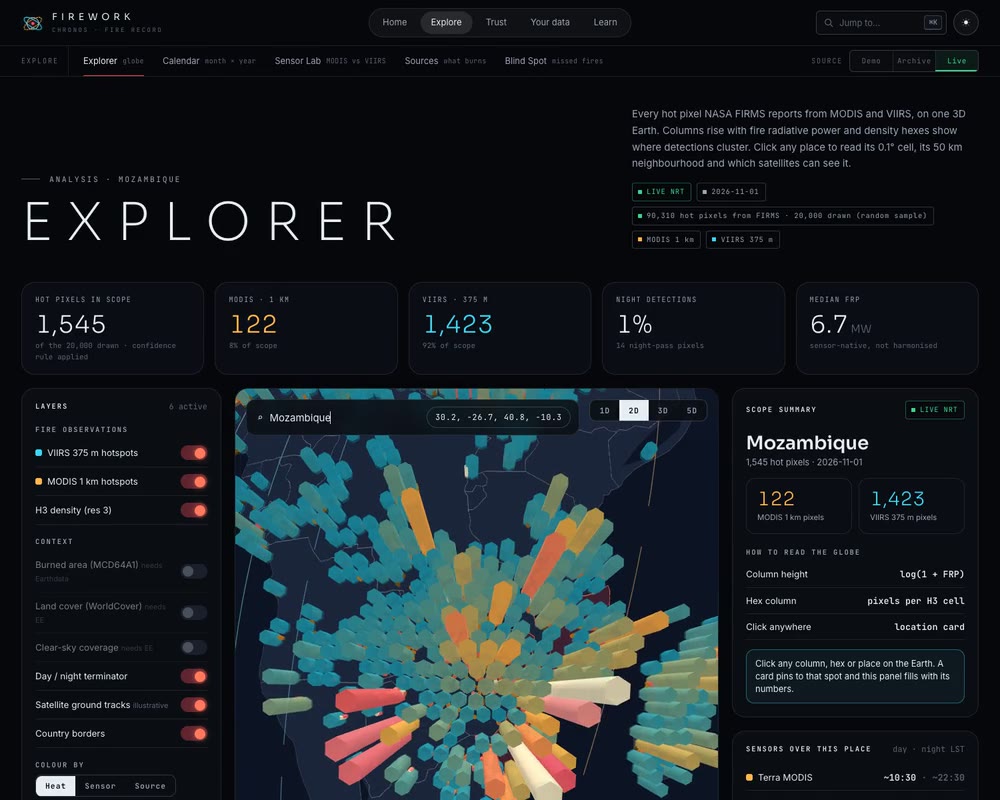 FIREWORK
CHRONOS · FIRE RECORD
Home Explore Trust Your data Learn
Jump to... ⌘K
EXPLORE
Explorer globe
Calendar month × year
Sensor Lab MODIS vs VIIRS
Sources what burns
Blind Spot missed fires
SOURCE Demo Archive Live
Every hot pixel NASA FIRMS reports from MODIS and VIIRS, on one 3D
Earth. Columns rise with fire radiative power and density hexes show
where detections cluster. Click any place to read its 0.1° cell, its 50 km
neighbourhood and which satellites can see it.
ANALYSIS · MOZAMBIQUE
EXPLORER
LIVE NRT 2026-11-01
90,310 hot pixels from FIRMS · 20,000 drawn (random sample)
MODIS 1 km VIIRS 375 m
HOT PIXELS IN SCOPE
1,545
of the 20,000 drawn · confidence
rule applied
MODIS · 1 KM
122
8% of scope
VIIRS · 375 M
1,423
92% of scope
NIGHT DETECTIONS
1%
14 night-pass pixels
MEDIAN FRP
6.7 MW
sensor-native, not harmonised
LAYERS 6 active
FIRE OBSERVATIONS
VIIRS 375 m hotspots
MODIS 1 km hotspots
H3 density (res 3)
CONTEXT
Burned area (MCD64A1) needs
Earthdata
Land cover (WorldCover) needs
EE
Clear-sky coverage needs EE
Day / night terminator
Satellite ground tracks illustrative
Country borders
COLOUR BY
Heat Sensor Source
Mozambique 30.2, -26.7, 40.8, -10.3
1D 2D 3D 5D
SCOPE SUMMARY LIVE NRT
Mozambique
1,545 hot pixels · 2026-11-01
122
MODIS 1 km pixels
1,423
VIIRS 375 m pixels
HOW TO READ THE GLOBE
Column height log(1 + FRP)
Hex column pixels per H3 cell
Click anywhere location card
Click any column, hex or place on the Earth. A
card pins to that spot and this panel fills with its
numbers.
SENSORS OVER THIS PLACE day · night LST
Terra MODIS ~10:30 · ~22:30